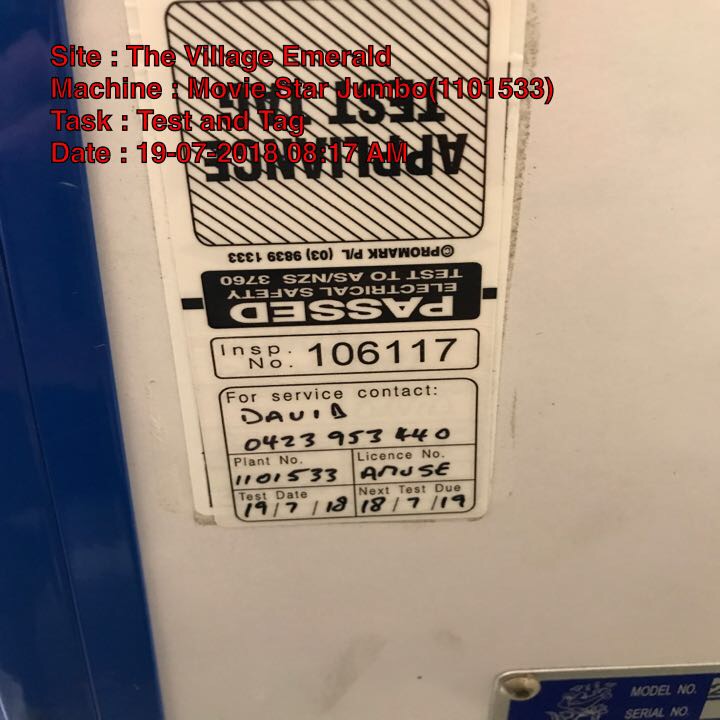 Site : The Village Emerald
Machine : Movie Star Jumbo(1101533)
Task : Test and Tag
Date : 19-07-2018 08:17 AM
APPLIANCE
TEST TAG
©PROMARK P/L (03) 9839 1333
PASSED
ELECTRICAL SAFETY
TEST TO AS/NZS 3760
Insp. No. 106117
For service contact:
DAVID
0423 953 440
Plant No. Licence No.
1101533 AMUSE
Test Date Next Test Due
19/7/18 18/7/19
MODEL NO.
SERIAL NO.